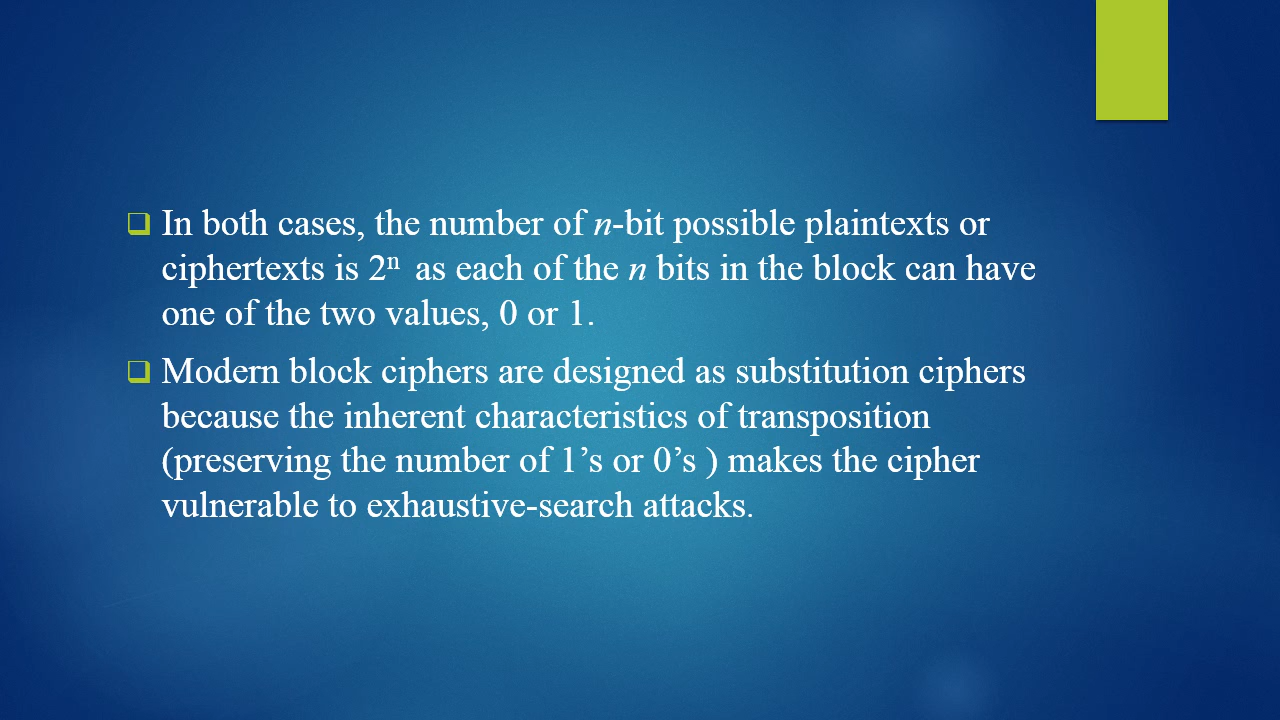 In both cases, the number of n-bit possible plaintexts or
ciphertexts is 2ⁿ as each of the n bits in the block can have
one of the two values, 0 or 1.
Modern block ciphers are designed as substitution ciphers
because the inherent characteristics of transposition
(preserving the number of 1’s or 0’s ) makes the cipher
vulnerable to exhaustive-search attacks.